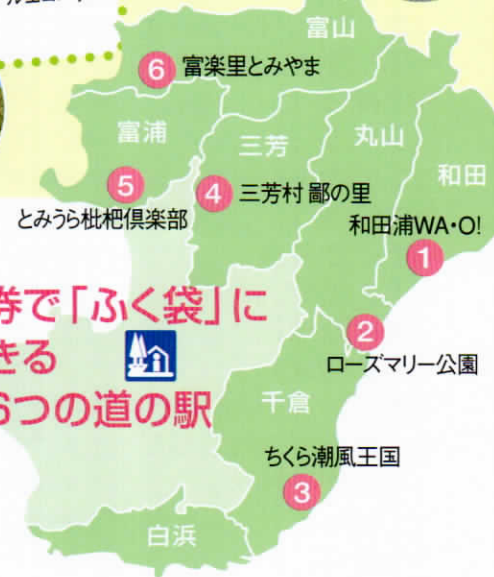 富山
6 富楽里とみやま
富浦
三芳
丸山
和田
5
とみうら枇杷倶楽部
4 三芳村 鄙の里
和田浦WA・O!
1
券で「ふく袋」に
きる
6つの道の駅
2
ローズマリー公園
千倉
ちくら潮風王国
3
白浜